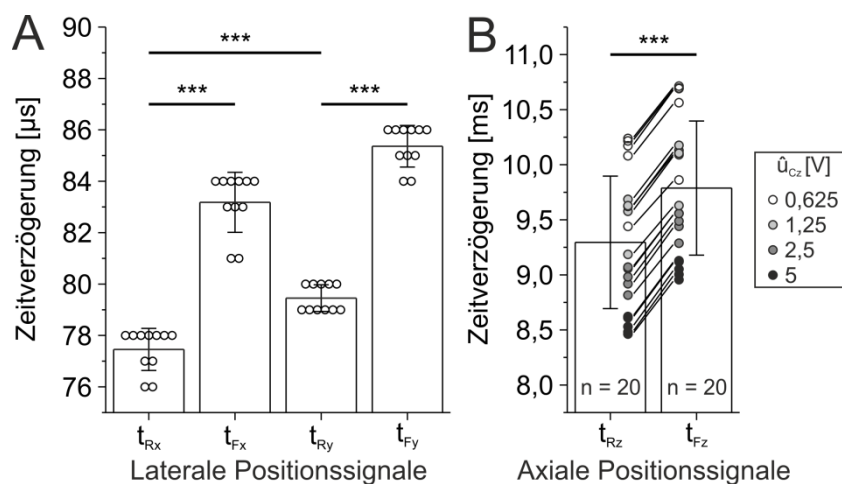 A
Zeitverzögerung [µs]
90
88
86
84
82
80
78
76
***
***
***
t_Rx t_Fx t_Ry t_Fy
Laterale Positionssignale
B
Zeitverzögerung [ms]
11,0
10,5
10,0
9,5
9,0
8,5
8,0
***
n = 20 n = 20
t_Rz t_Fz
Axiale Positionssignale
û_Cz [V]
0,625
1,25
2,5
5